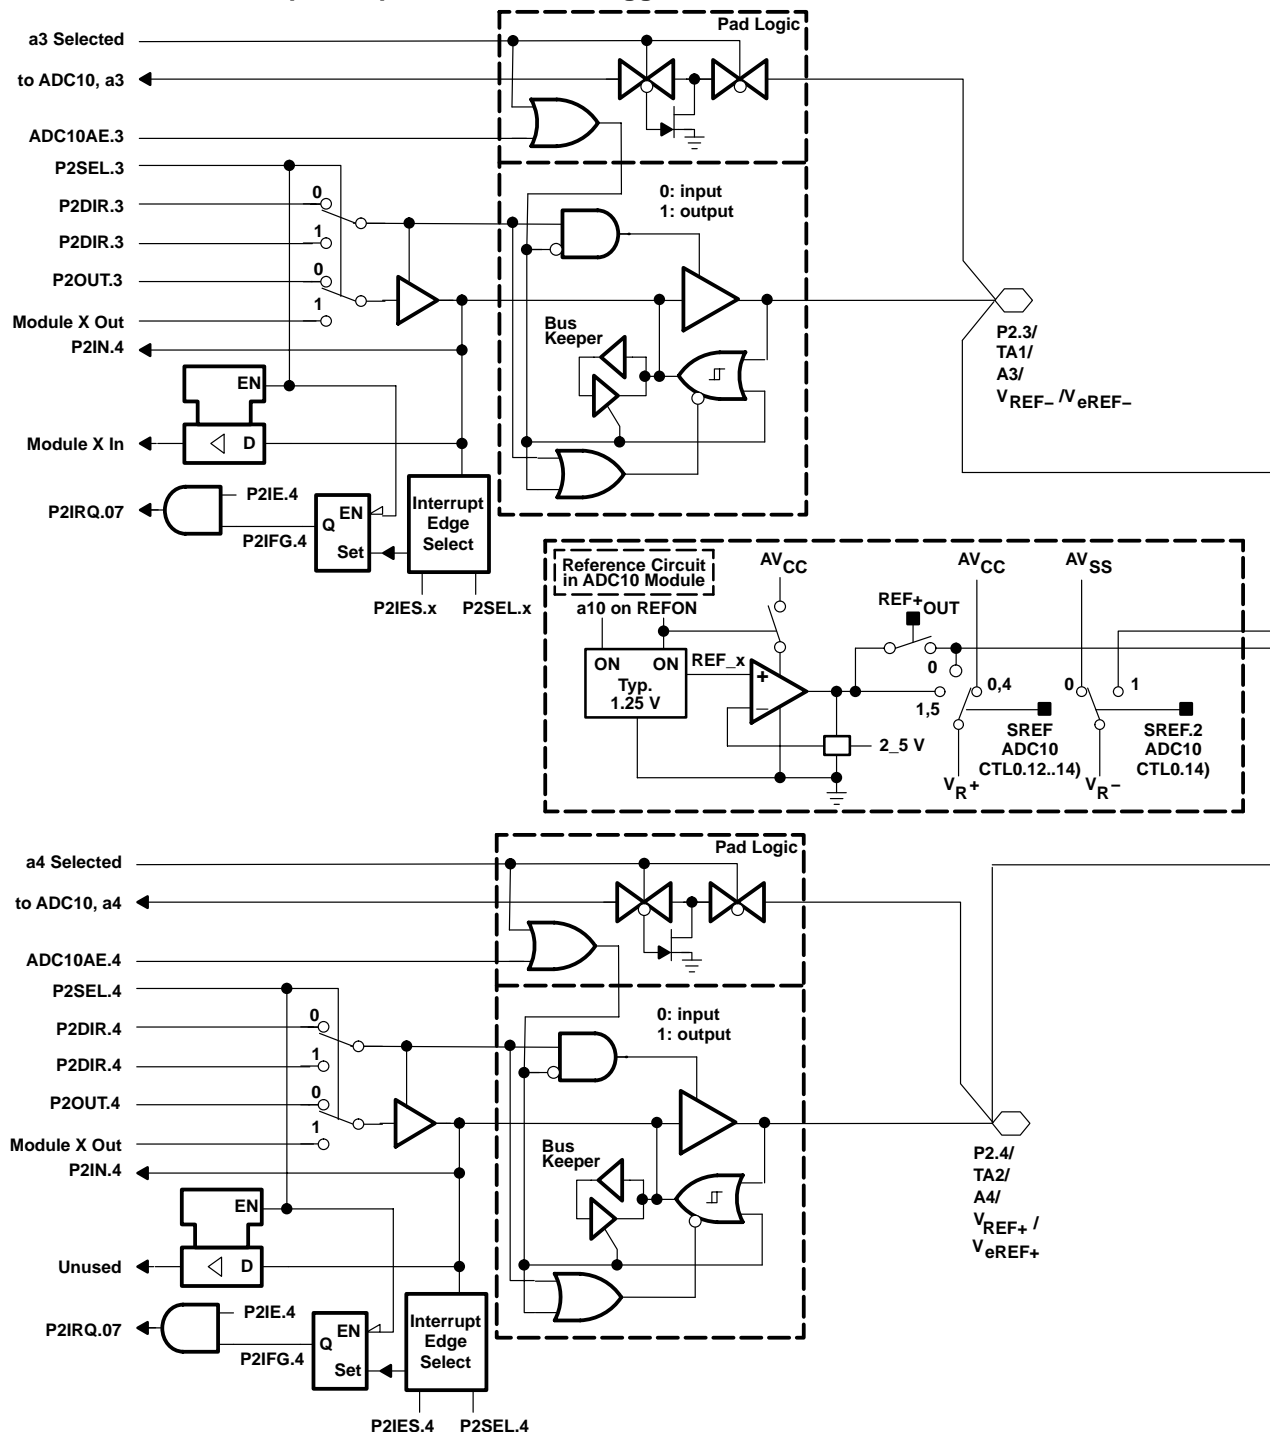 Pad Logic
a3 Selected
to ADC10, a3
ADC10AE.3
P2SEL.3
0
P2DIR.3
1
P2DIR.3
0: input
1: output
0
P2OUT.3
1
Module X Out
P2IN.4
Bus
Keeper
P2.3/
TA1/
A3/
VREF– /VeREF–
EN
D
Module X In
P2IE.4
P2IRQ.07
P2IFG.4
EN
Q
Set
Interrupt
Edge
Select
P2IES.x
P2SEL.x
Reference Circuit
in ADC10 Module
AVCC
AVCC
AVSS
a10 on REFON
REF+OUT
ON
ON
REF_x
Typ.
1.25 V
+
–
0
0,4
0
1
1,5
2_5 V
SREF
ADC10
CTL0.12..14)
SREF.2
ADC10
CTL0.14)
VR+
VR–
Pad Logic
a4 Selected
to ADC10, a4
ADC10AE.4
P2SEL.4
0
P2DIR.4
1
P2DIR.4
0: input
1: output
0
P2OUT.4
1
Module X Out
P2IN.4
Bus
Keeper
P2.4/
TA2/
A4/
VREF+ /
VeREF+
EN
D
Unused
P2IE.4
P2IRQ.07
P2IFG.4
EN
Q
Set
Interrupt
Edge
Select
P2IES.4
P2SEL.4